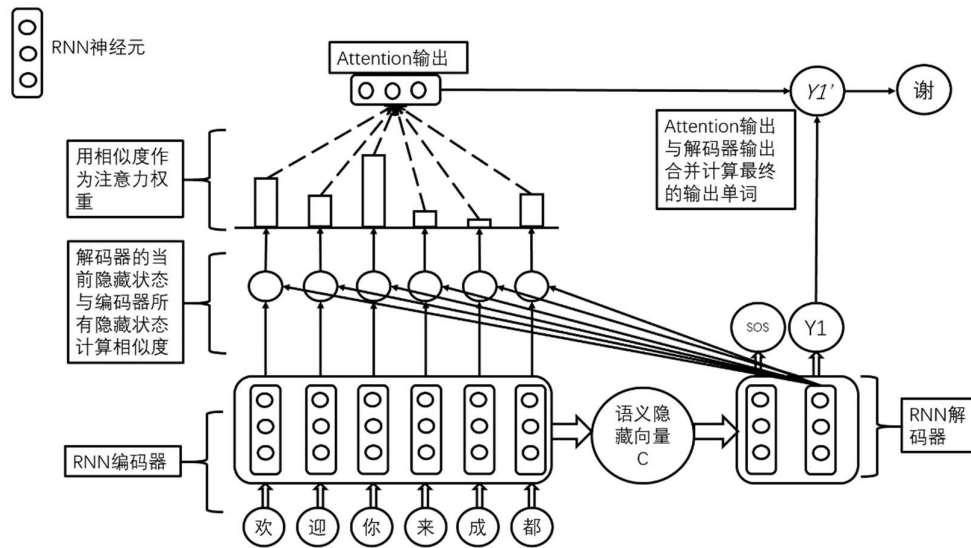 RNN神经元
Attention输出
Y1’
谢
Attention输出
与解码器输出
合并计算最终
的输出单词
用相似度作
为注意力权
重
解码器的当
前隐藏状态
与编码器所
有隐藏状态
计算相似度
SOS
Y1
语义隐
藏向量
C
RNN解
码器
RNN编码器
欢 迎 你 来 成 都